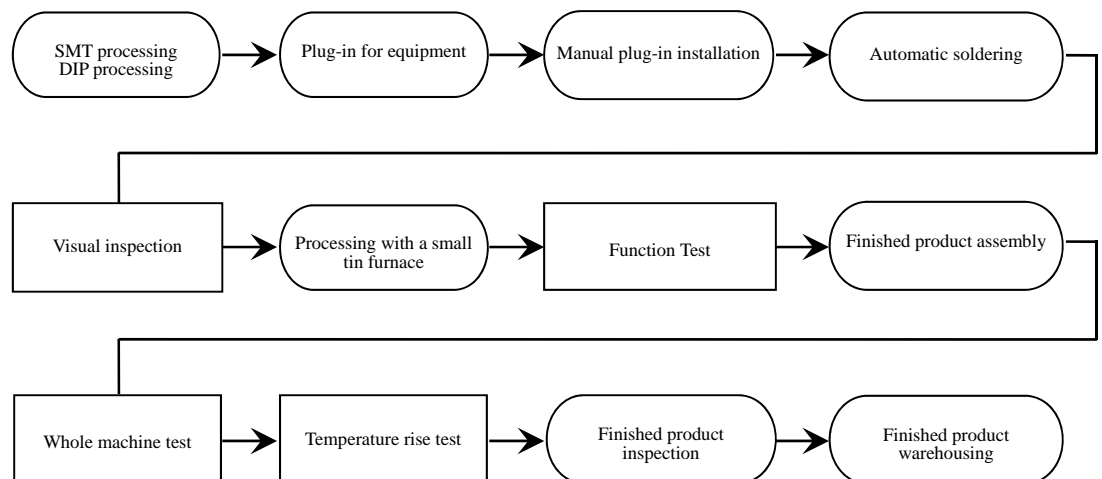 SMT processing
DIP processing
Plug-in for equipment
Manual plug-in installation
Automatic soldering
Visual inspection
Processing with a small
tin furnace
Function Test
Finished product assembly
Whole machine test
Temperature rise test
Finished product
inspection
Finished product
warehousing